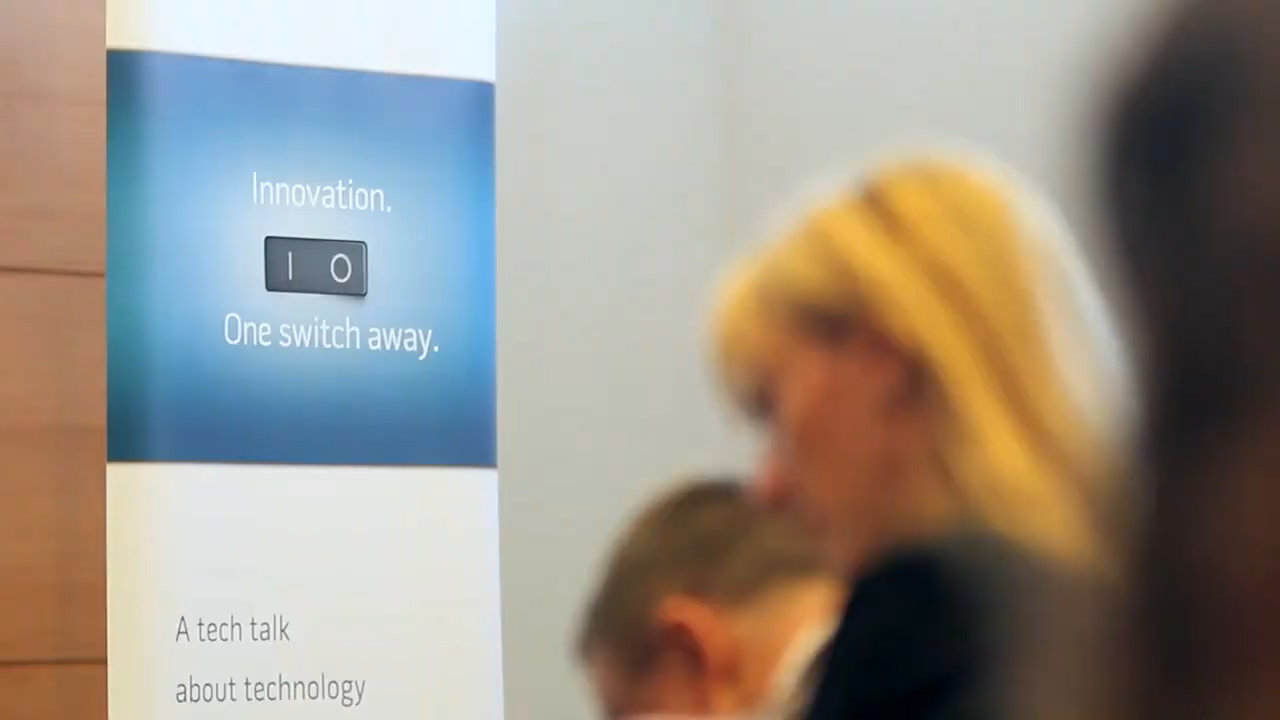 Innovation.
I O
One switch away.
A tech talk
about technology